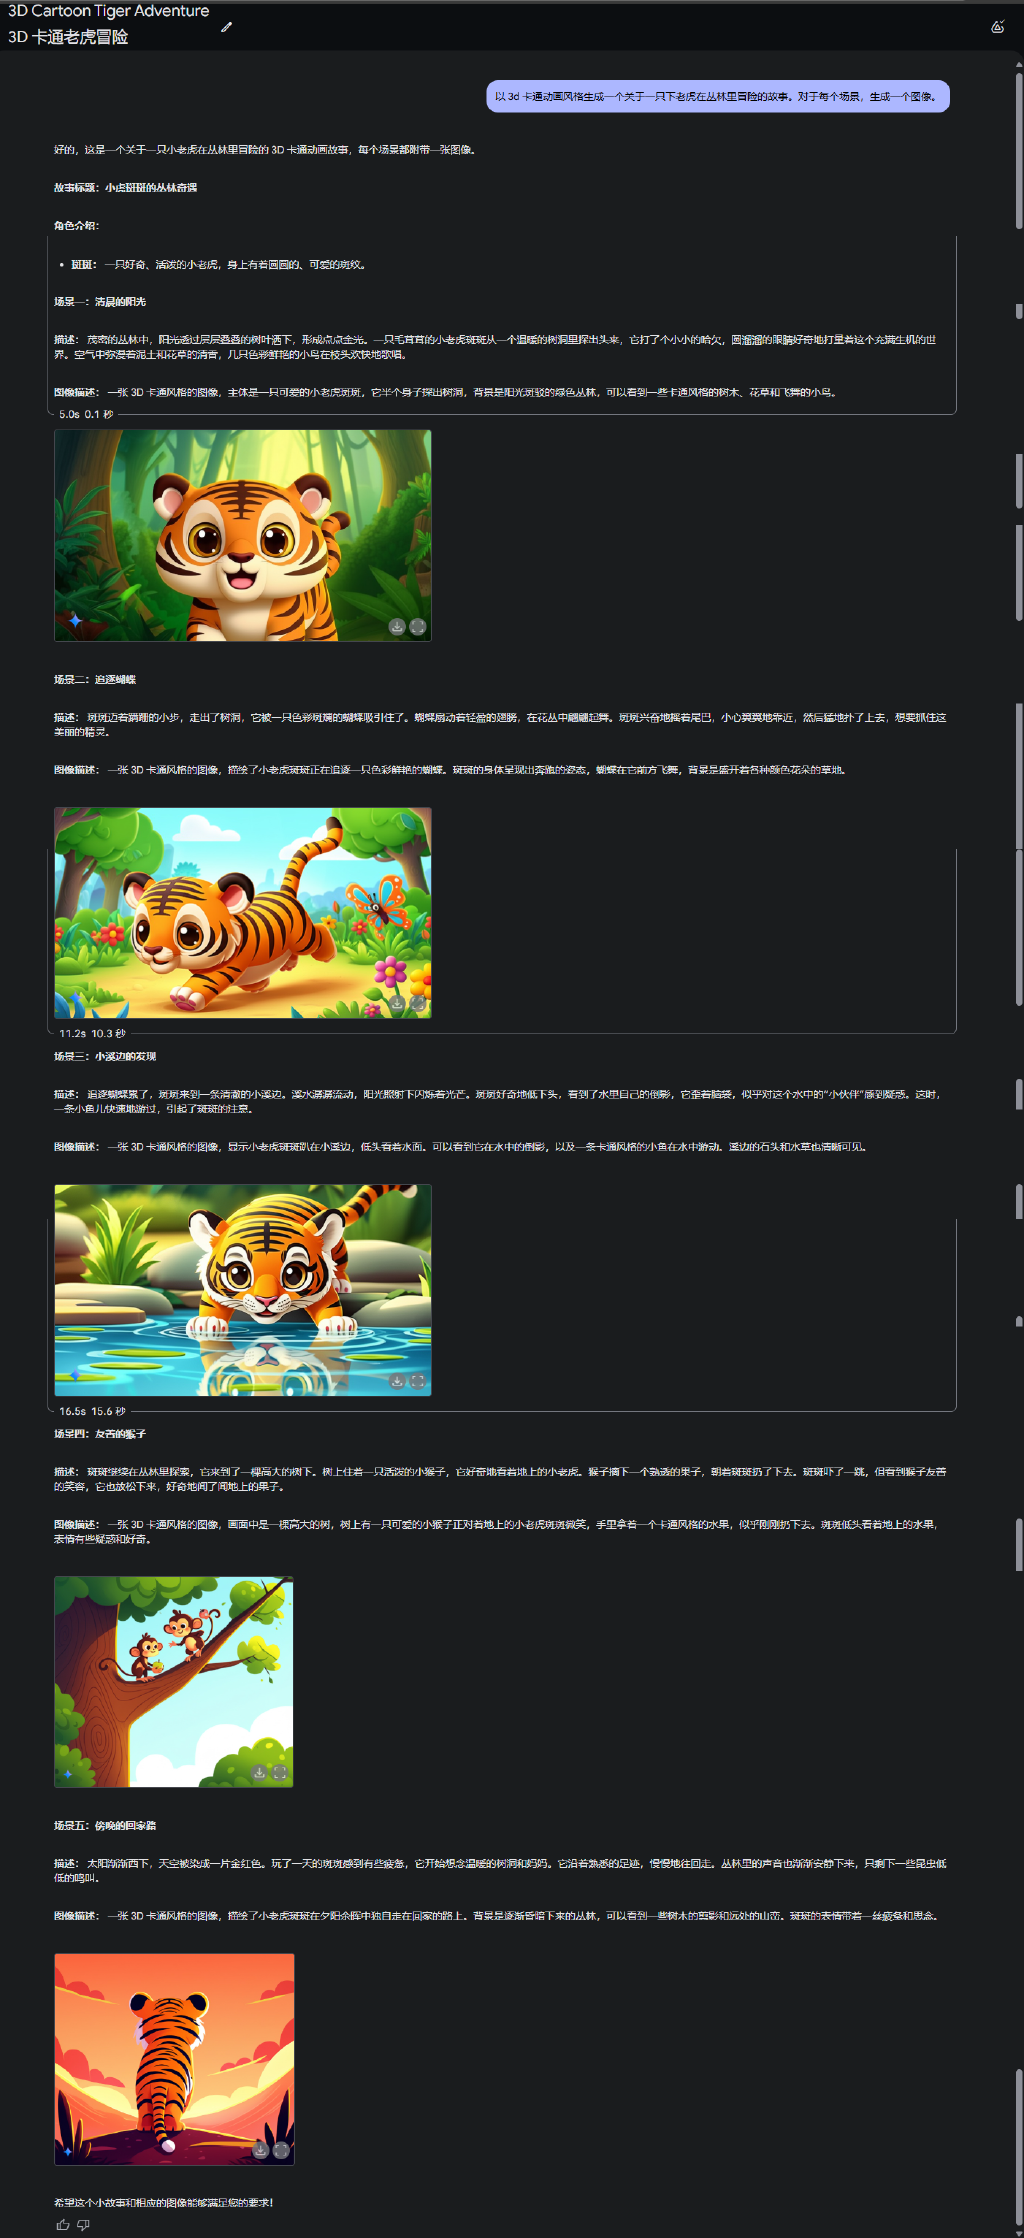 3D Cartoon Tiger Adventure
3D 卡通老虎冒险
以 3d 卡通动画风格生成一个关于一只下老虎在丛林里冒险的故事。对于每个场景，生成一个图像。
好的，这是一个关于一只小老虎在丛林里冒险的 3D 卡通动画故事，每个场景都附带一张图像。
故事标题：小虎斑斑的丛林奇遇
角色介绍：
• 斑斑： 一只好奇、活泼的小老虎，身上有着圆圆的、可爱的斑纹。
场景一：清晨的阳光
描述： 茂密的丛林中，阳光透过层层叠叠的树叶洒下，形成点点金光。一只毛茸茸的小老虎斑斑从一个温暖的树洞里探出头来，它打了个小小的哈欠，圆溜溜的眼睛好奇地打量着这个充满生机的世
界。空气中弥漫着泥土和花草的清香，几只色彩鲜艳的小鸟在枝头欢快地歌唱。
图像描述： 一张 3D 卡通风格的图像，主体是一只可爱的小老虎斑斑，它半个身子探出树洞，背景是阳光斑驳的绿色丛林，可以看到一些卡通风格的树木、花草和飞舞的小鸟。
5.0s 0.1 秒
场景二：追逐蝴蝶
描述： 斑斑迈着蹒跚的小步，走出了树洞，它被一只色彩斑斓的蝴蝶吸引住了。蝴蝶扇动着轻盈的翅膀，在花丛中翩翩起舞。斑斑兴奋地摇着尾巴，小心翼翼地靠近，然后猛地扑了上去，想要抓住这
美丽的精灵。
图像描述： 一张 3D 卡通风格的图像，描绘了小老虎斑斑正在追逐一只色彩鲜艳的蝴蝶。斑斑的身体呈现出奔跑的姿态，蝴蝶在它前方飞舞，背景是盛开着各种颜色花朵的草地。
11.2s 10.3 秒
场景三：小溪边的发现
描述： 追逐蝴蝶累了，斑斑来到一条清澈的小溪边。溪水潺潺流动，阳光照射下闪烁着光芒。斑斑好奇地低下头，看到了水里自己的倒影，它歪着脑袋，似乎对这个水中的“小伙伴”感到疑惑。这时，
一条小鱼儿快速地游过，引起了斑斑的注意。
图像描述： 一张 3D 卡通风格的图像，显示小老虎斑斑趴在小溪边，低头看着水面。可以看到它在水中的倒影，以及一条卡通风格的小鱼在水中游动。溪边的石头和水草也清晰可见。
16.5s 15.6 秒
场景四：友善的猴子
描述： 斑斑继续在丛林里探索，它来到了一棵高大的树下。树上住着一只活泼的小猴子，它好奇地看着地上的小老虎。猴子摘下一个熟透的果子，朝着斑斑扔了下去。斑斑吓了一跳，但看到猴子友善
的笑容，它也放松下来，好奇地闻了闻地上的果子。
图像描述： 一张 3D 卡通风格的图像，画面中是一棵高大的树，树上有一只可爱的小猴子正对着地上的小老虎斑斑微笑，手里拿着一个卡通风格的水果，似乎刚刚扔下去。斑斑低头看着地上的水果，
表情有些疑惑和好奇。
场景五：傍晚的回家路
描述： 太阳渐渐西下，天空被染成一片金红色。玩了一天的斑斑感到有些疲惫，它开始想念温暖的树洞和妈妈。它沿着熟悉的足迹，慢慢地往回走。丛林里的声音也渐渐安静下来，只剩下一些昆虫低
低的鸣叫。
图像描述： 一张 3D 卡通风格的图像，描绘了小老虎斑斑在夕阳余晖中独自走在回家的路上。背景是逐渐昏暗下来的丛林，可以看到一些树木的剪影和远处的山峦。斑斑的表情带着一丝疲惫和思念。
希望这个小故事和相应的图像能够满足您的要求！